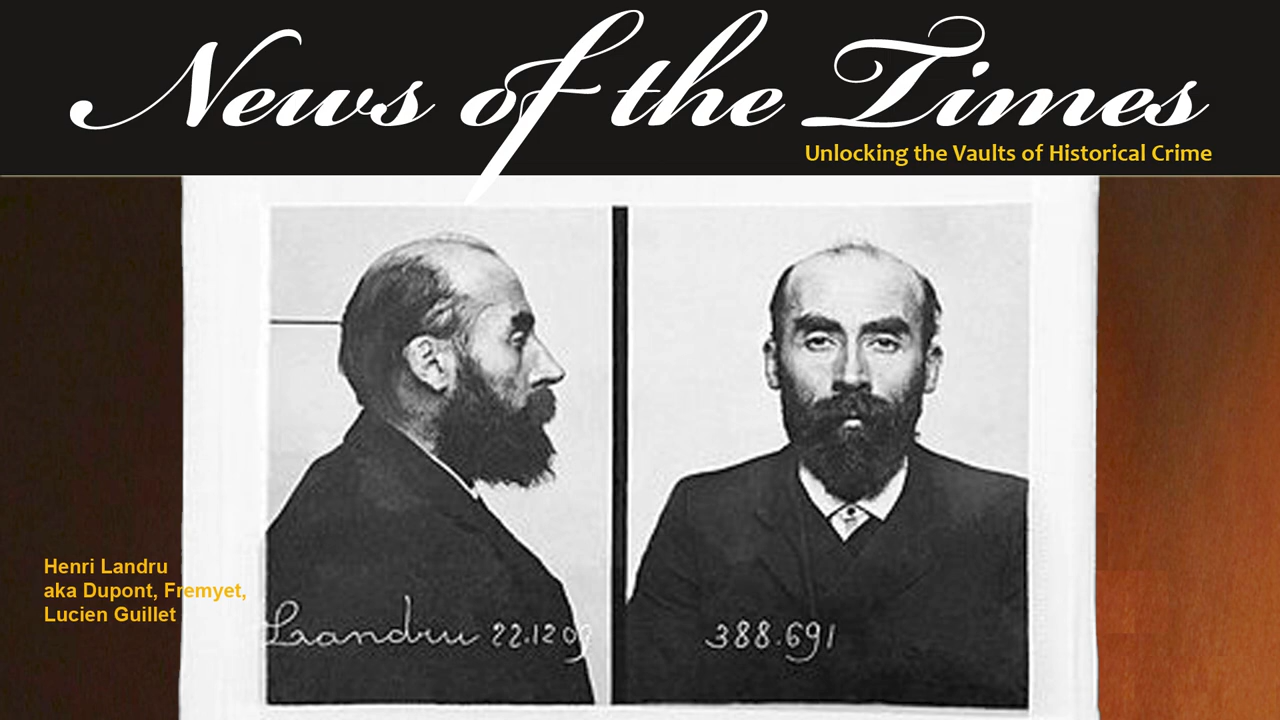 News of the Times
Unlocking the Vaults of Historical Crime
Henri Landru
aka Dupont, Fremyet,
Lucien Guillet
Landru 22.12 09
388.691